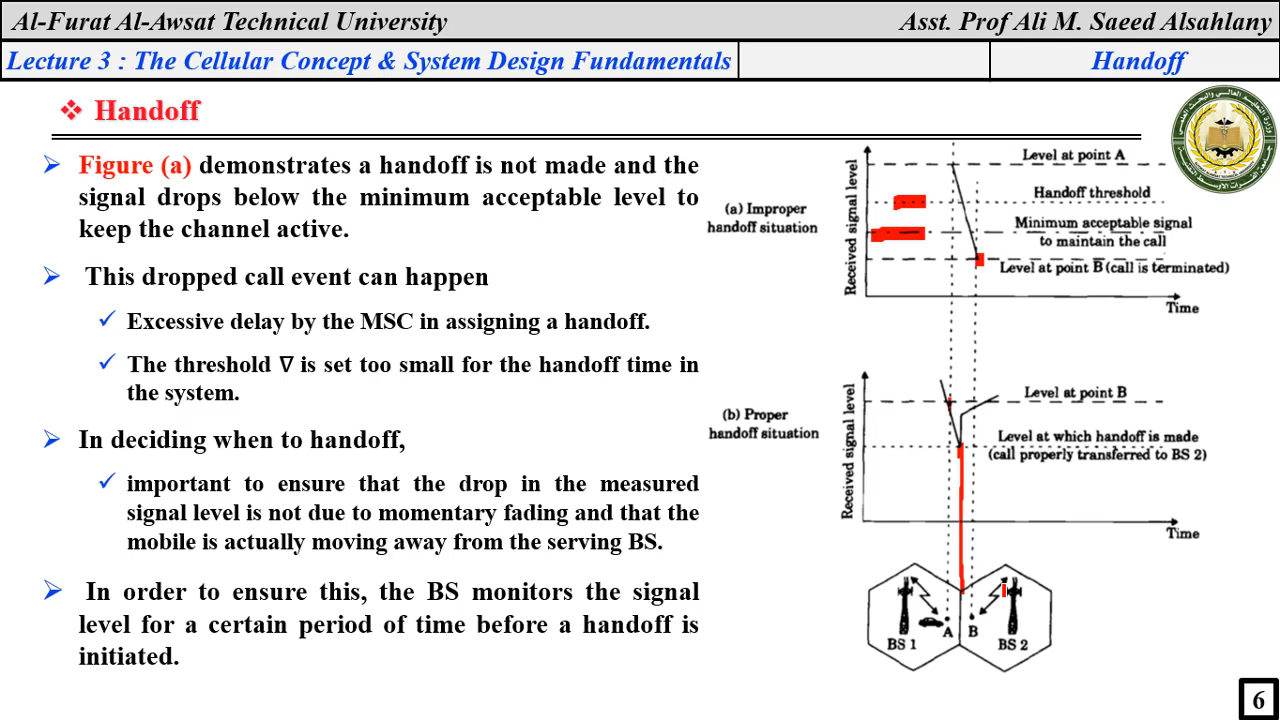 Al-Furat Al-Awsat Technical University
Asst. Prof Ali M. Saeed Alsahlany
Lecture 3 : The Cellular Concept & System Design Fundamentals
Handoff
❖ Handoff
➢ Figure (a) demonstrates a handoff is not made and the
signal drops below the minimum acceptable level to
keep the channel active.
➢ This dropped call event can happen
✓ Excessive delay by the MSC in assigning a handoff.
✓ The threshold ∇ is set too small for the handoff time in
the system.
➢ In deciding when to handoff,
✓ important to ensure that the drop in the measured
signal level is not due to momentary fading and that the
mobile is actually moving away from the serving BS.
➢ In order to ensure this, the BS monitors the signal
level for a certain period of time before a handoff is
initiated.
(a) Improper
handoff situation
Received signal level
Level at point A
Handoff threshold
Minimum acceptable signal
to maintain the call
Level at point B (call is terminated)
Time
(b) Proper
handoff situation
Received signal level
Level at point B
Level at which handoff is made
(call properly transferred to BS 2)
Time
A
B
BS 1
BS 2
6